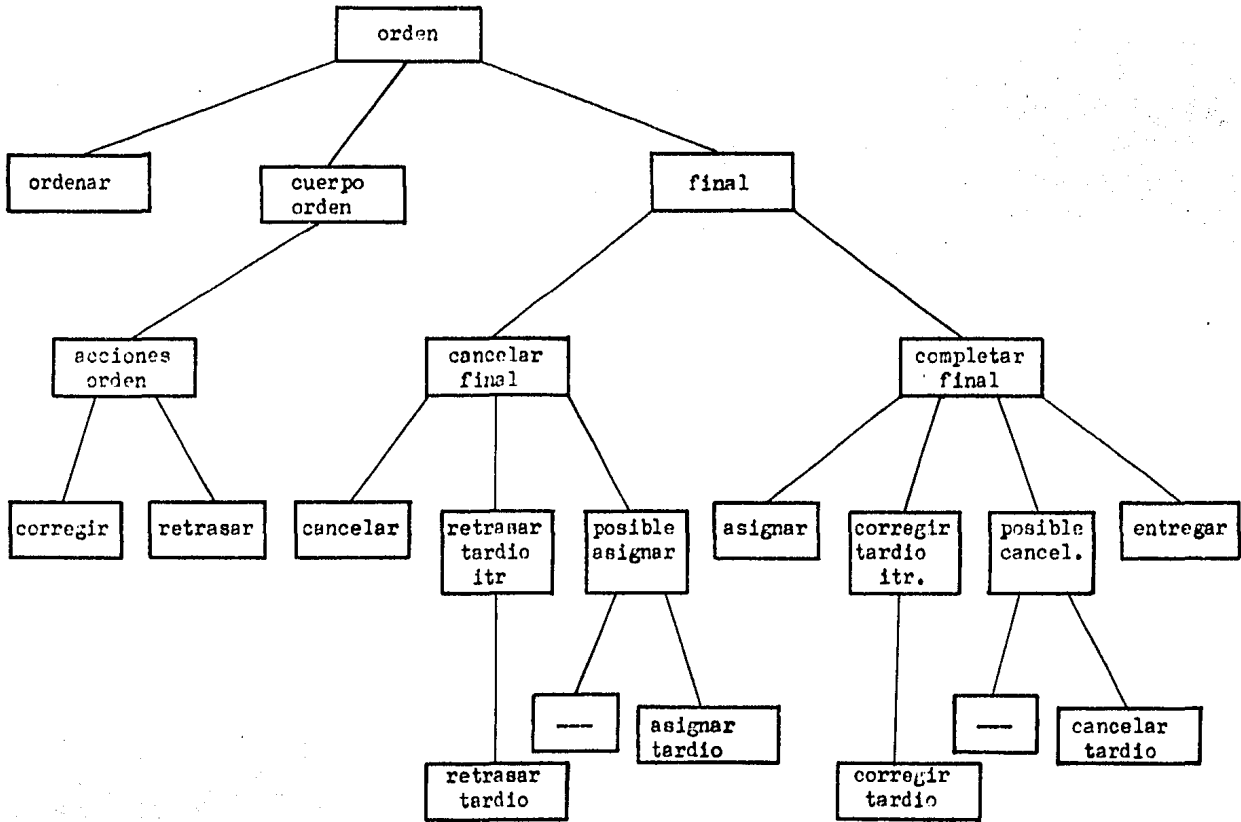 orden
ordenar
cuerpo
orden
final
acciones
orden
cancelar
final
completar
final
corregir
retrasar
cancelar
retrasar
tardio
itr
posible
asignar
asignar
corregir
tardio
itr.
posible
cancel.
entregar
---
asignar
tardio
---
cancelar
tardio
retrasar
tardio
corregir
tardio